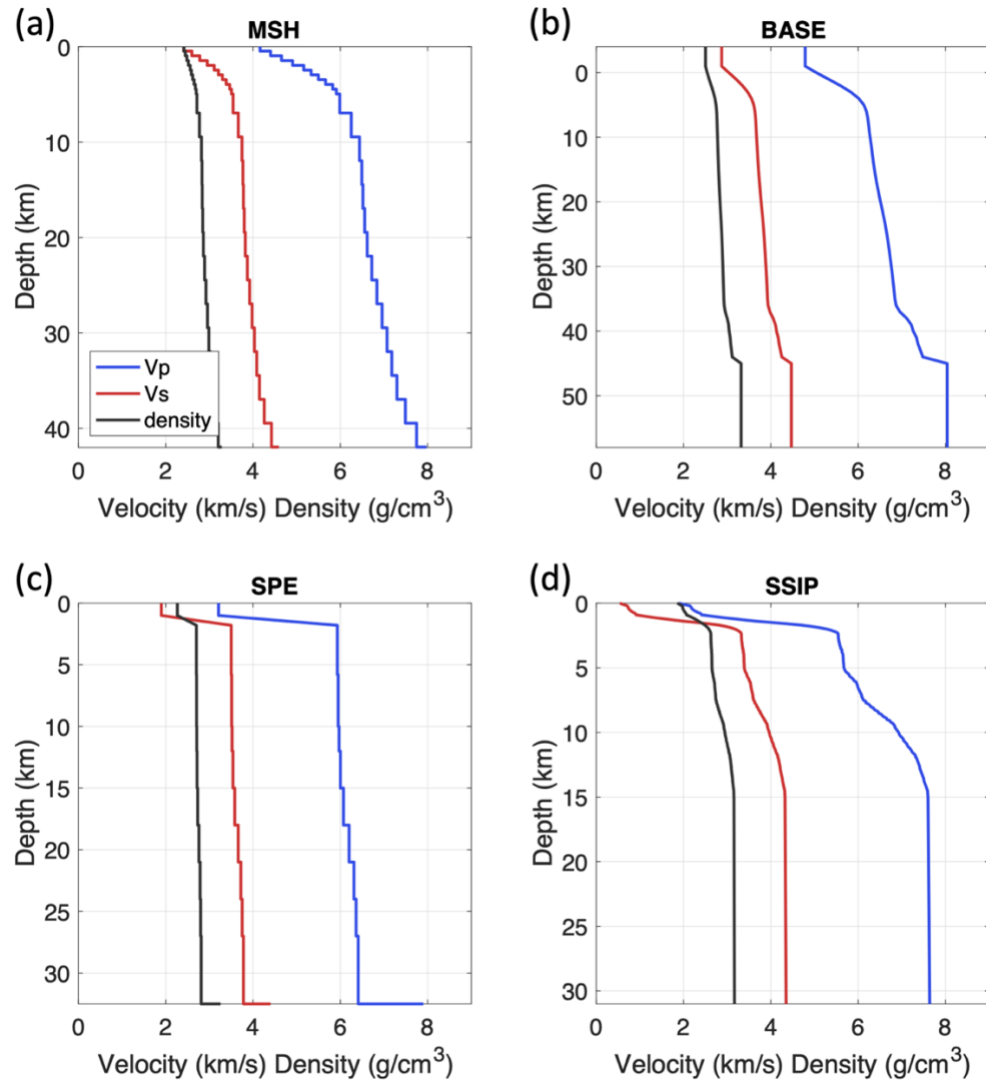 (a)
MSH
0
10
20
30
40
Depth (km)
Vp
Vs
density
0 2 4 6 8
Velocity (km/s) Density (g/cm³)
(b)
BASE
0
10
20
30
40
50
Depth (km)
0 2 4 6 8
Velocity (km/s) Density (g/cm³)
(c)
SPE
0
5
10
15
20
25
30
Depth (km)
0 2 4 6 8
Velocity (km/s) Density (g/cm³)
(d)
SSIP
0
5
10
15
20
25
30
Depth (km)
0 2 4 6 8
Velocity (km/s) Density (g/cm³)